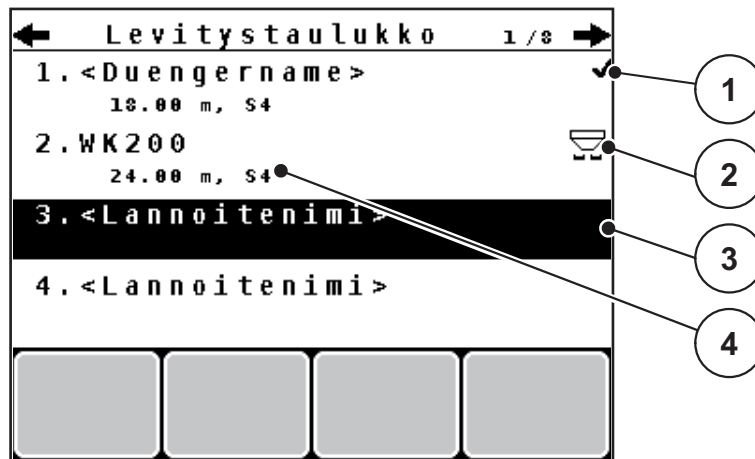 Levitystaulukko 1/8
1.<Duengername>
18.00 m, S4
2.WK200
24.00 m, S4
3.<Lannoitenimi>
4.<Lannoitenimi>
1
2
3
4